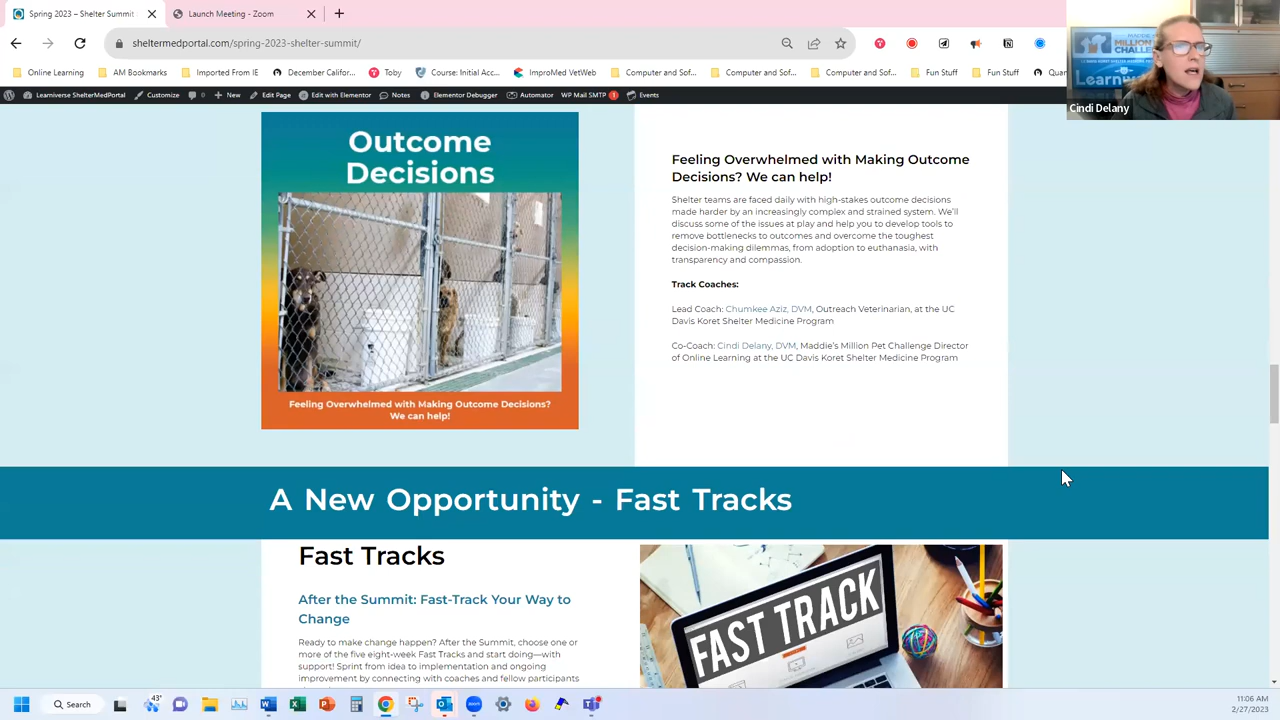 Spring 2023 – Shelter Summit
Launch Meeting - Zoom
sheltermedportal.com/spring-2023-shelter-summit/
Online Learning
AM Bookmarks
Imported From IE
December Califor...
Toby
Course: Initial Acc...
ImproMed VetWeb
Computer and Sof...
Computer and Sof...
Computer and Sof...
Fun Stuff
Fun Stuff
Learniverse ShelterMedPortal
Customize
0
New
Edit Page
Edit with Elementor
Notes
Elementor Debugger
Automator
WP Mail SMTP
Events
Cindi Delany
Outcome
Decisions
Feeling Overwhelmed with Making Outcome Decisions?
We can help!
Feeling Overwhelmed with Making Outcome
Decisions? We can help!
Shelter teams are faced daily with high-stakes outcome decisions
made harder by an increasingly complex and strained system. We'll
discuss some of the issues at play and help you to develop tools to
remove bottlenecks to outcomes and overcome the toughest
decision-making dilemmas, from adoption to euthanasia, with
transparency and compassion.
Track Coaches:
Lead Coach: Chumkee Aziz, DVM, Outreach Veterinarian, at the UC
Davis Koret Shelter Medicine Program
Co-Coach: Cindi Delany, DVM, Maddie's Million Pet Challenge Director
of Online Learning at the UC Davis Koret Shelter Medicine Program
A New Opportunity - Fast Tracks
Fast Tracks
After the Summit: Fast-Track Your Way to
Change
Ready to make change happen? After the Summit, choose one or
more of the five eight-week Fast Tracks and start doing—with
support! Sprint from idea to implementation and ongoing
improvement by connecting with coaches and fellow participants
FAST TRACK
43°
Search
11:06 AM
2/27/2023